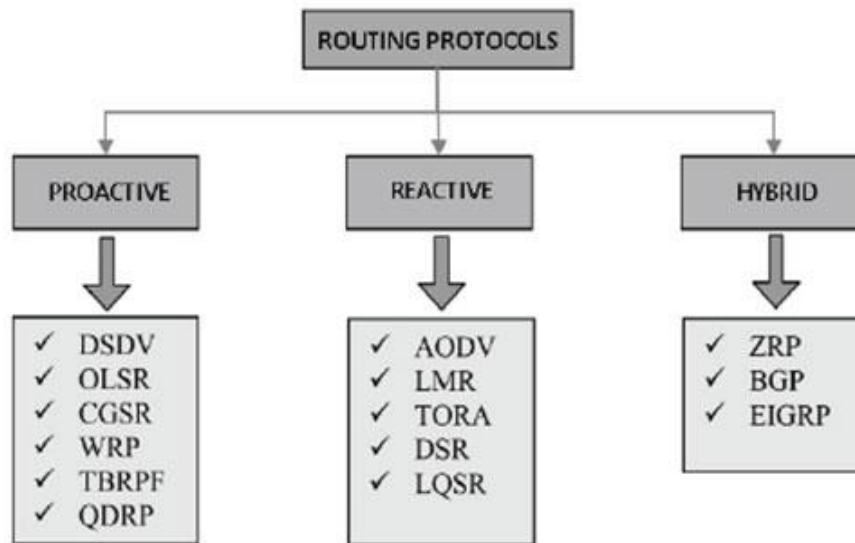 ROUTING PROTOCOLS
PROACTIVE
REACTIVE
HYBRID
✓ DSDV
✓ OLSR
✓ CGSR
✓ WRP
✓ TBRPF
✓ QDRP
✓ AODV
✓ LMR
✓ TORA
✓ DSR
✓ LQSR
✓ ZRP
✓ BGP
✓ EIGRP